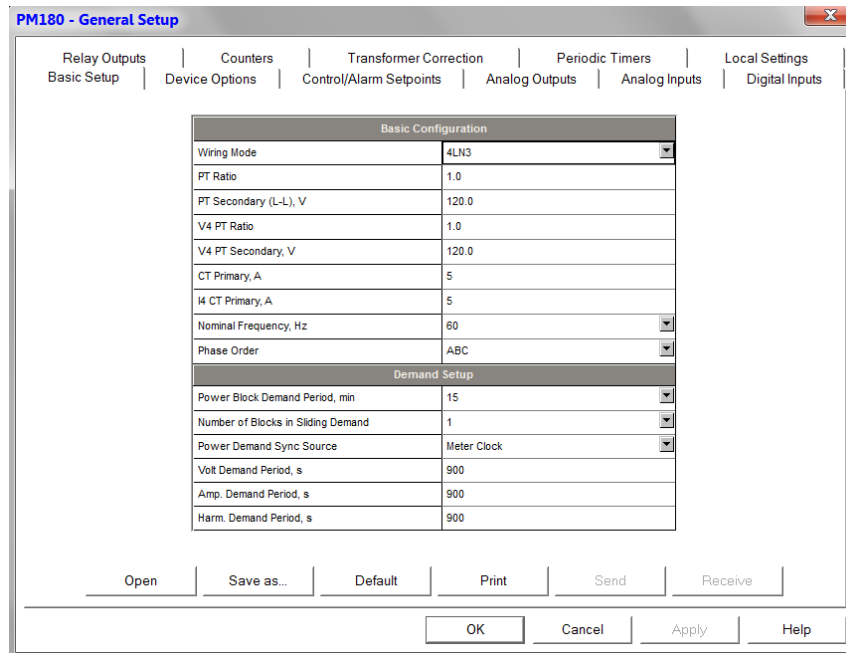 PM180 - General Setup
Relay Outputs Counters Transformer Correction Periodic Timers Local Settings
Basic Setup Device Options Control/Alarm Setpoints Analog Outputs Analog Inputs Digital Inputs
Basic Configuration
Wiring Mode 4LN3
PT Ratio 1.0
PT Secondary (L-L), V 120.0
V4 PT Ratio 1.0
V4 PT Secondary, V 120.0
CT Primary, A 5
I4 CT Primary, A 5
Nominal Frequency, Hz 60
Phase Order ABC
Demand Setup
Power Block Demand Period, min 15
Number of Blocks in Sliding Demand 1
Power Demand Sync Source Meter Clock
Volt Demand Period, s 900
Amp. Demand Period, s 900
Harm. Demand Period, s 900
Open Save as... Default Print Send Receive
OK Cancel Apply Help